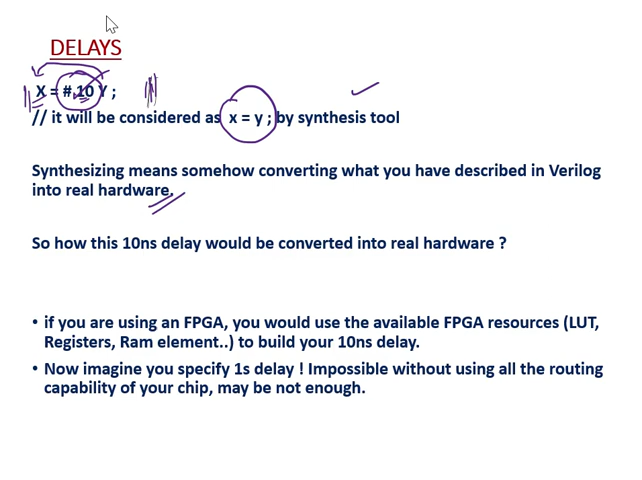 DELAYS
X = # 10 Y ;
// it will be considered as x = y ; by synthesis tool
Synthesizing means somehow converting what you have described in Verilog
into real hardware.
So how this 10ns delay would be converted into real hardware ?
• if you are using an FPGA, you would use the available FPGA resources (LUT,
Registers, Ram element..) to build your 10ns delay.
• Now imagine you specify 1s delay ! Impossible without using all the routing
capability of your chip, may be not enough.